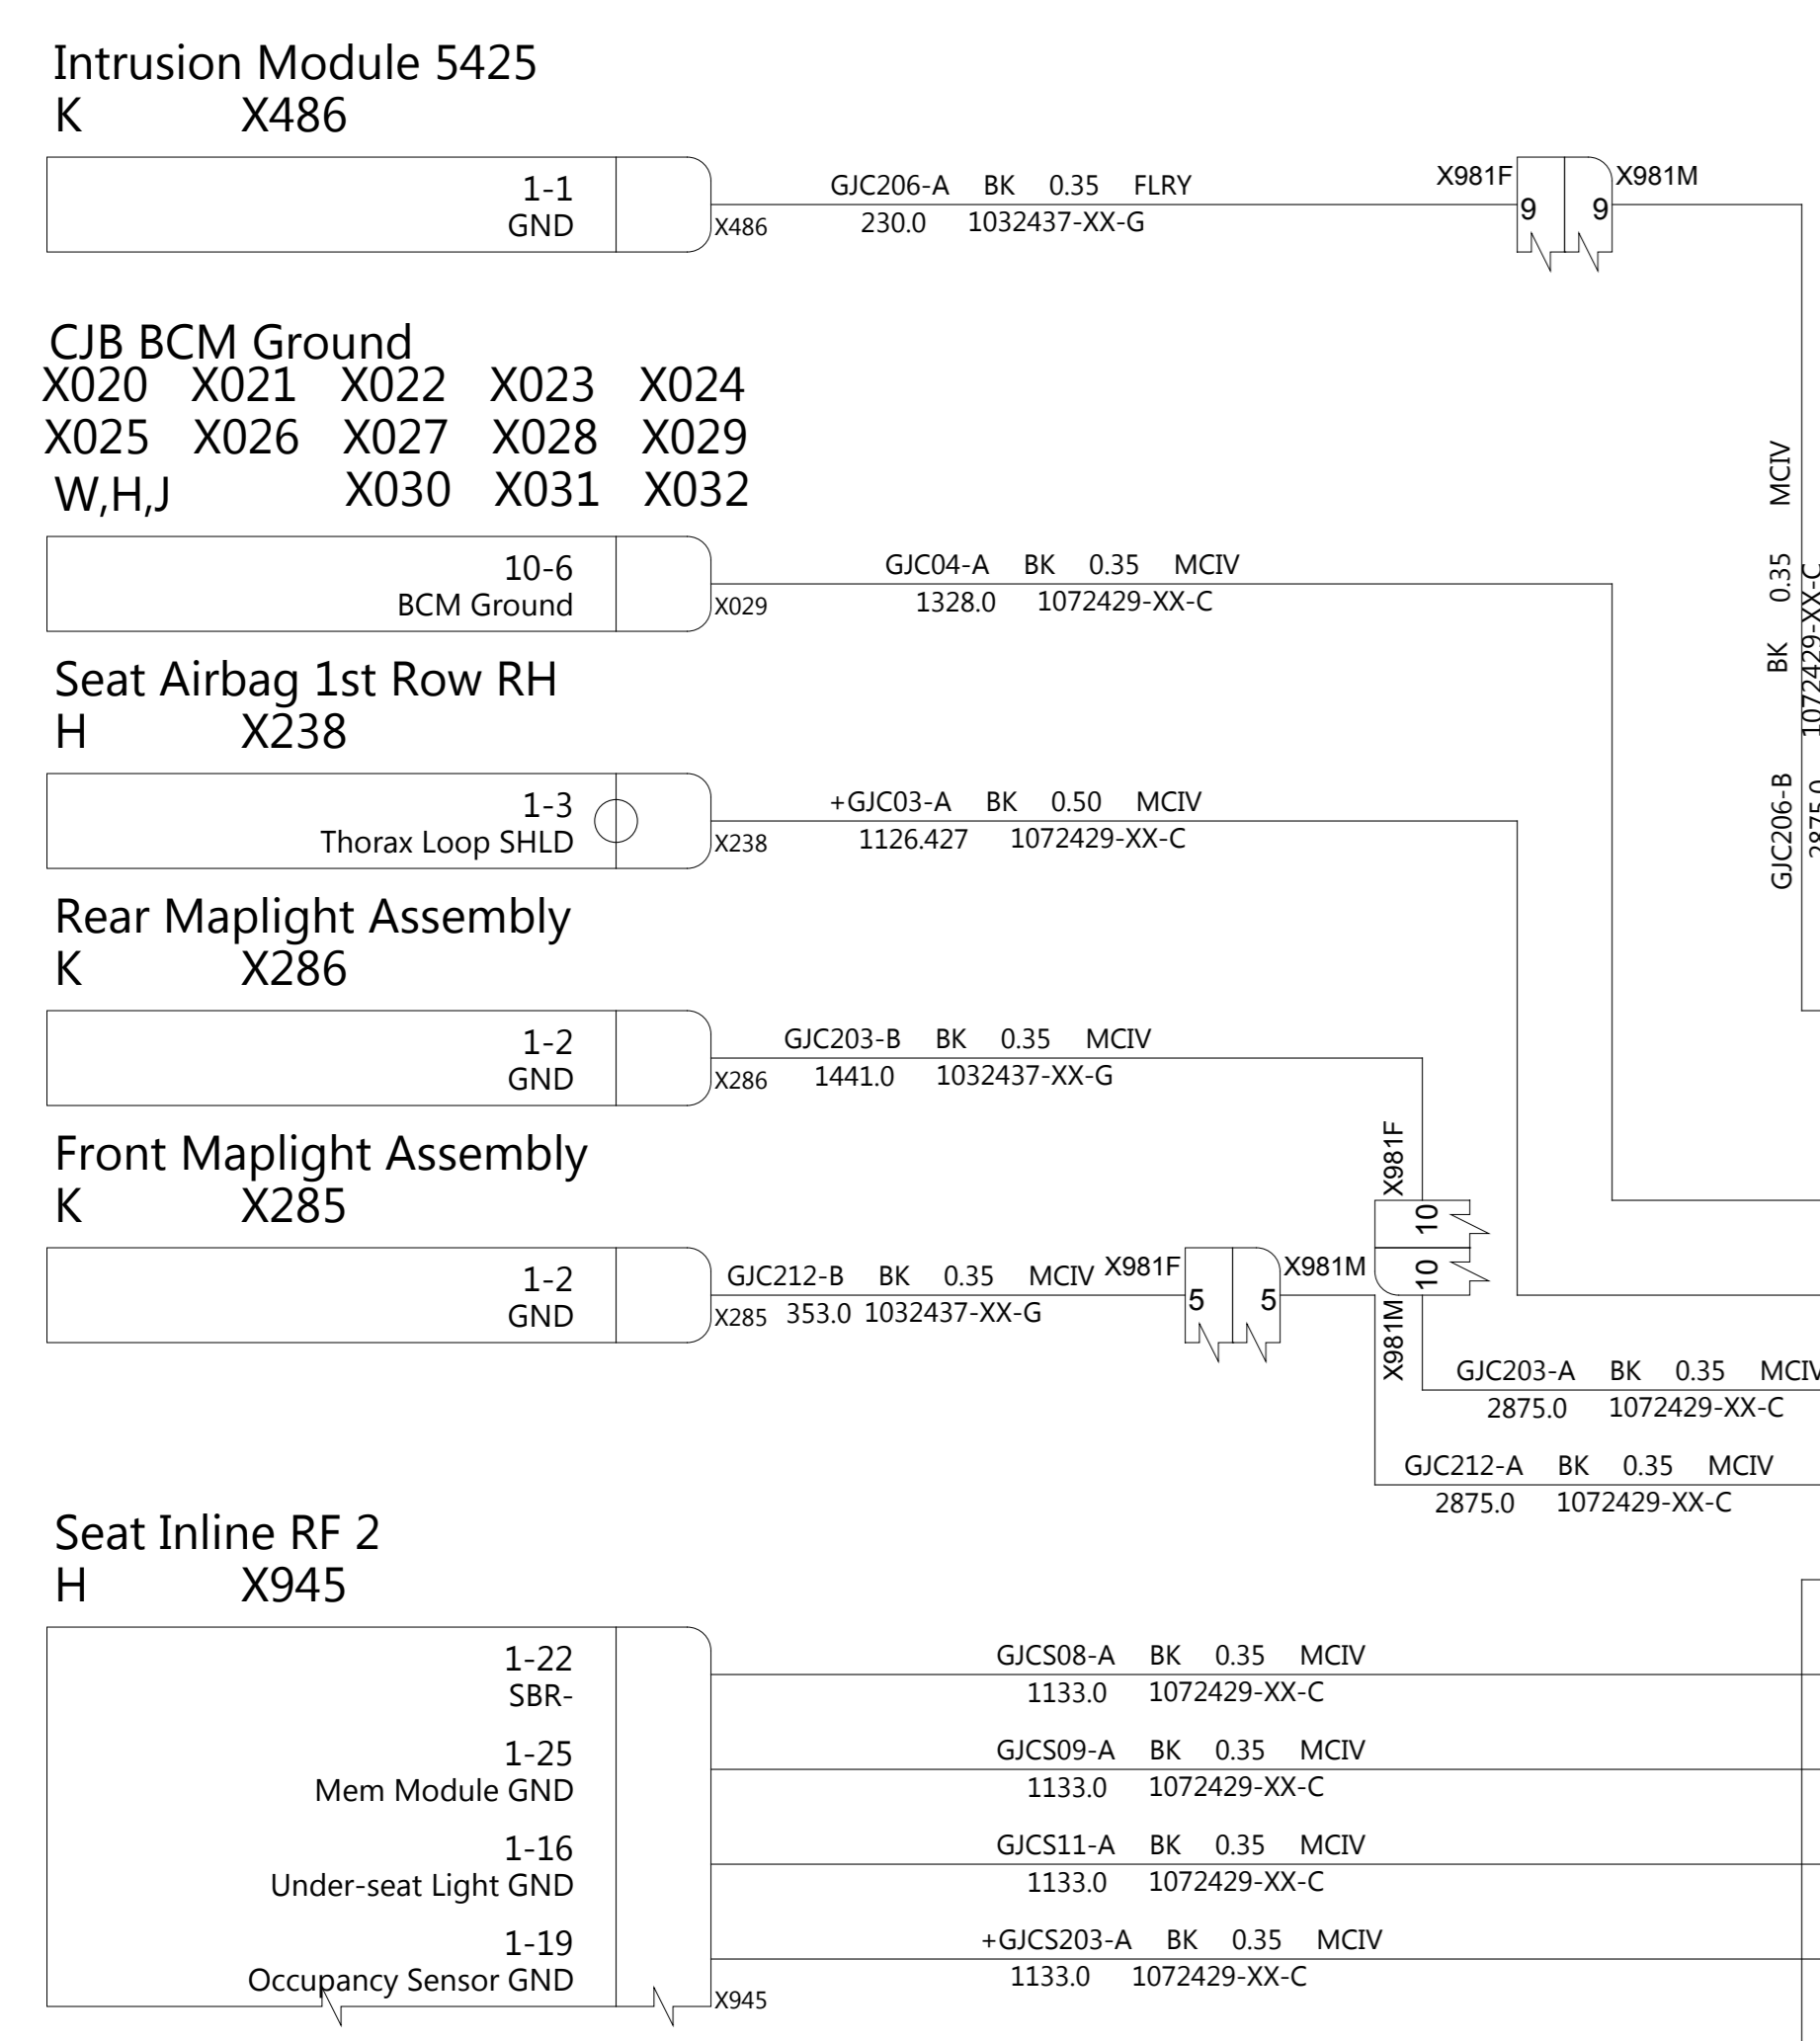 Intrusion Module 5425
K X486
1-1
GND
X486
GJC206-A BK 0.35 FLRY
230.0 1032437-XX-G
X981F
9
9
X981M
CJB BCM Ground
X020 X021 X022 X023 X024
X025 X026 X027 X028 X029
W,H,J X030 X031 X032
10-6
BCM Ground
X029
GJC04-A BK 0.35 MCIV
1328.0 1072429-XX-C
GJC206-B BK 0.35 MCIV
2875.0 1072429-XX-C
Seat Airbag 1st Row RH
H X238
1-3
Thorax Loop SHLD
X238
+GJC03-A BK 0.50 MCIV
1126.427 1072429-XX-C
Rear Maplight Assembly
K X286
1-2
GND
X286
GJC203-B BK 0.35 MCIV
1441.0 1032437-XX-G
X981F
10
10
X981M
Front Maplight Assembly
K X285
1-2
GND
X285
GJC212-B BK 0.35 MCIV
353.0 1032437-XX-G
X981F
5
5
X981M
GJC203-A BK 0.35 MCIV
2875.0 1072429-XX-C
GJC212-A BK 0.35 MCIV
2875.0 1072429-XX-C
Seat Inline RF 2
H X945
1-22
SBR-
GJCS08-A BK 0.35 MCIV
1133.0 1072429-XX-C
1-25
Mem Module GND
GJCS09-A BK 0.35 MCIV
1133.0 1072429-XX-C
1-16
Under-seat Light GND
GJCS11-A BK 0.35 MCIV
1133.0 1072429-XX-C
1-19
Occupancy Sensor GND
+GJCS203-A BK 0.35 MCIV
1133.0 1072429-XX-C
X945